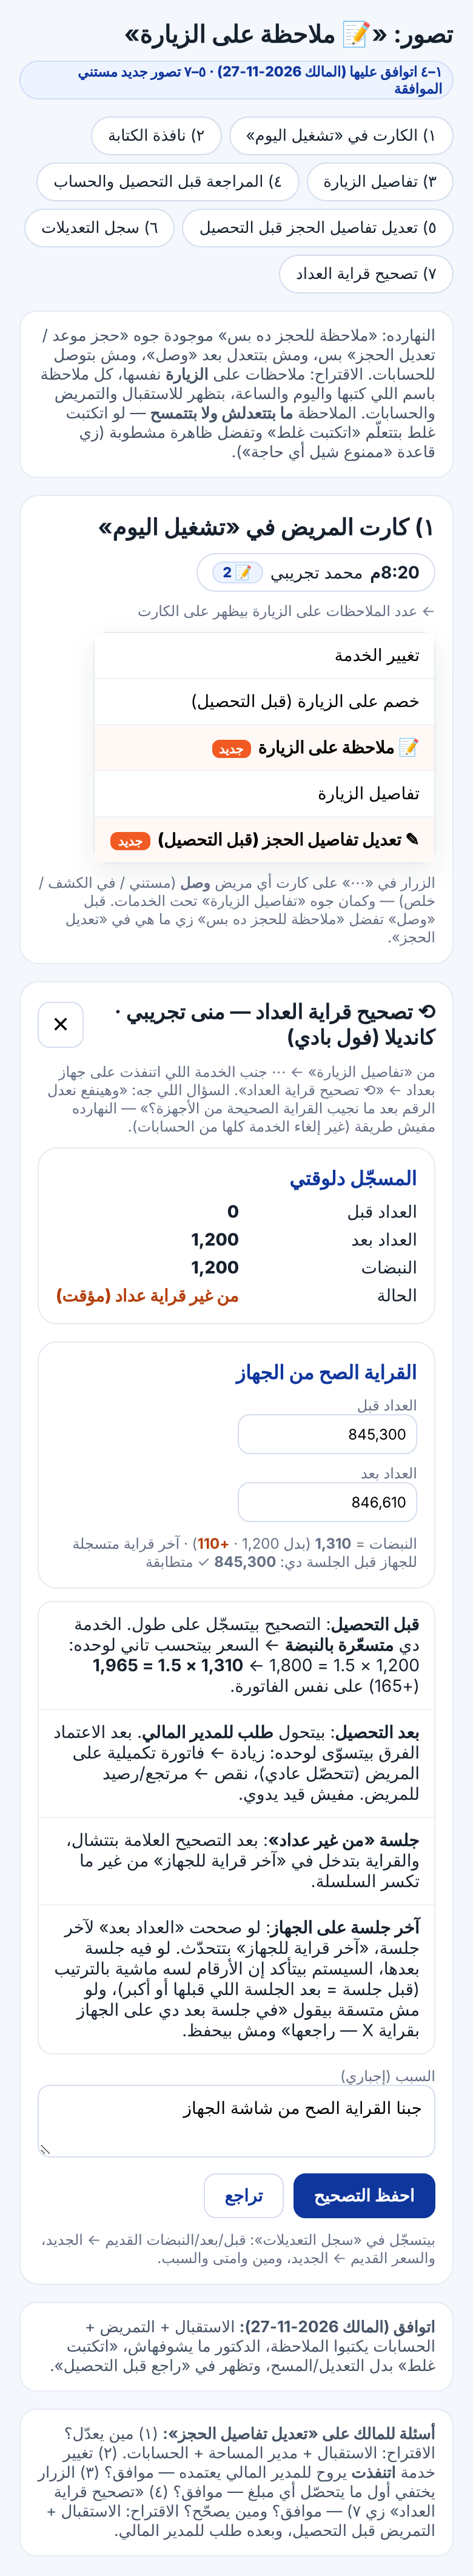 تصور: «📝 ملاحظة على الزيارة»
١–٤ اتوافق عليها (المالك 2026-11-27) · ٥–٧ تصور جديد مستني
الموافقة
١) الكارت في «تشغيل اليوم»
٢) نافذة الكتابة
٣) تفاصيل الزيارة
٤) المراجعة قبل التحصيل والحساب
٥) تعديل تفاصيل الحجز قبل التحصيل
٦) سجل التعديلات
٧) تصحيح قراية العداد
النهارده: «ملاحظة للحجز ده بس» موجودة جوه «حجز موعد /
تعديل الحجز» بس، ومش بتتعدل بعد «وصل»، ومش بتوصل
للحسابات. الاقتراح: ملاحظات على الزيارة نفسها، كل ملاحظة
باسم اللي كتبها واليوم والساعة، بتظهر للاستقبال والتمريض
والحسابات. الملاحظة ما بتتعدلش ولا بتتمسح — لو اتكتبت
غلط بتتعلّم «اتكتبت غلط» وتفضل ظاهرة مشطوبة (زي
قاعدة «ممنوع شيل أي حاجة»).
١) كارت المريض في «تشغيل اليوم»
8:20م محمد تجريبي 📝 2
← عدد الملاحظات على الزيارة بيظهر على الكارت
تغيير الخدمة
خصم على الزيارة (قبل التحصيل)
📝 ملاحظة على الزيارة جديد
تفاصيل الزيارة
✎ تعديل تفاصيل الحجز (قبل التحصيل) جديد
الزرار في «⋯» على كارت أي مريض وصل (مستني / في الكشف /
خلص) — وكمان جوه «تفاصيل الزيارة» تحت الخدمات. قبل
«وصل» تفضل «ملاحظة للحجز ده بس» زي ما هي في «تعديل
الحجز».
⟲ تصحيح قراية العداد — منى تجريبي ·
كانديلا (فول بادي)
✕
من «تفاصيل الزيارة» ← ⋯ جنب الخدمة اللي اتنفذت على جهاز
بعداد ← «⟲ تصحيح قراية العداد». السؤال اللي جه: «وهينفع نعدل
الرقم بعد ما نجيب القراية الصحيحة من الأجهزة؟» — النهارده
مفيش طريقة (غير إلغاء الخدمة كلها من الحسابات).
المسجّل دلوقتي
العداد قبل 0
العداد بعد 1,200
النبضات 1,200
الحالة من غير قراية عداد (مؤقت)
القراية الصح من الجهاز
العداد قبل
845,300
العداد بعد
846,610
النبضات = 1,310 (بدل 1,200 · +110) · آخر قراية متسجلة
للجهاز قبل الجلسة دي: 845,300 ✓ متطابقة
قبل التحصيل: التصحيح بيتسجّل على طول. الخدمة
دي متسعّرة بالنبضة ← السعر بيتحسب تاني لوحده:
1,200 × 1.5 = 1,800 ← 1,310 × 1.5 = 1,965
(+165) على نفس الفاتورة.
بعد التحصيل: بيتحول طلب للمدير المالي. بعد الاعتماد
الفرق بيتسوّى لوحده: زيادة ← فاتورة تكميلية على
المريض (تتحصّل عادي)، نقص ← مرتجع/رصيد
للمريض. مفيش قيد يدوي.
جلسة «من غير عداد»: بعد التصحيح العلامة بتتشال،
والقراية بتدخل في «آخر قراية للجهاز» من غير ما
تكسر السلسلة.
آخر جلسة على الجهاز: لو صححت «العداد بعد» لآخر
جلسة، «آخر قراية للجهاز» بتتحدّث. لو فيه جلسة
بعدها، السيستم بيتأكد إن الأرقام لسه ماشية بالترتيب
(قبل جلسة = بعد الجلسة اللي قبلها أو أكبر)، ولو
مش متسقة بيقول «في جلسة بعد دي على الجهاز
بقراية X — راجعها» ومش بيحفظ.
السبب (إجباري)
جبنا القراية الصح من شاشة الجهاز
احفظ التصحيح
تراجع
بيتسجّل في «سجل التعديلات»: قبل/بعد/النبضات القديم ← الجديد،
والسعر القديم ← الجديد، ومين وامتى والسبب.
اتوافق (المالك 2026-11-27): الاستقبال + التمريض +
الحسابات يكتبوا الملاحظة، الدكتور ما يشوفهاش، «اتكتبت
غلط» بدل التعديل/المسح، وتظهر في «راجع قبل التحصيل».
أسئلة للمالك على «تعديل تفاصيل الحجز»: (١) مين يعدّل؟
الاقتراح: الاستقبال + مدير المساحة + الحسابات. (٢) تغيير
خدمة اتنفذت يروح للمدير المالي يعتمده — موافق؟ (٣) الزرار
يختفي أول ما يتحصّل أي مبلغ — موافق؟ (٤) «تصحيح قراية
العداد» زي ٧) — موافق؟ ومين يصحّح؟ الاقتراح: الاستقبال +
التمريض قبل التحصيل، وبعده طلب للمدير المالي.